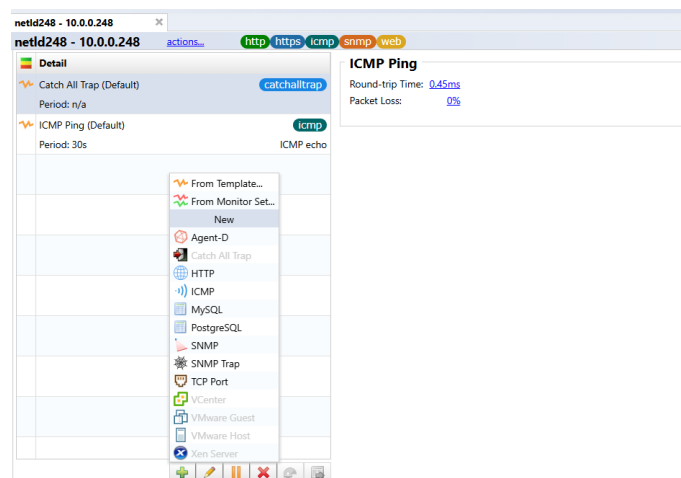 netld248 - 10.0.0.248
netld248 - 10.0.0.248 actions... http https icmp snmp web
Detail
Catch All Trap (Default) catchalltrap
Period: n/a
ICMP Ping (Default) icmp
Period: 30s ICMP echo
From Template...
From Monitor Set...
New
Agent-D
Catch All Trap
HTTP
ICMP
MySQL
PostgreSQL
SNMP
SNMP Trap
TCP Port
VCenter
VMware Guest
VMware Host
Xen Server
ICMP Ping
Round-trip Time: 0.45ms
Packet Loss: 0%